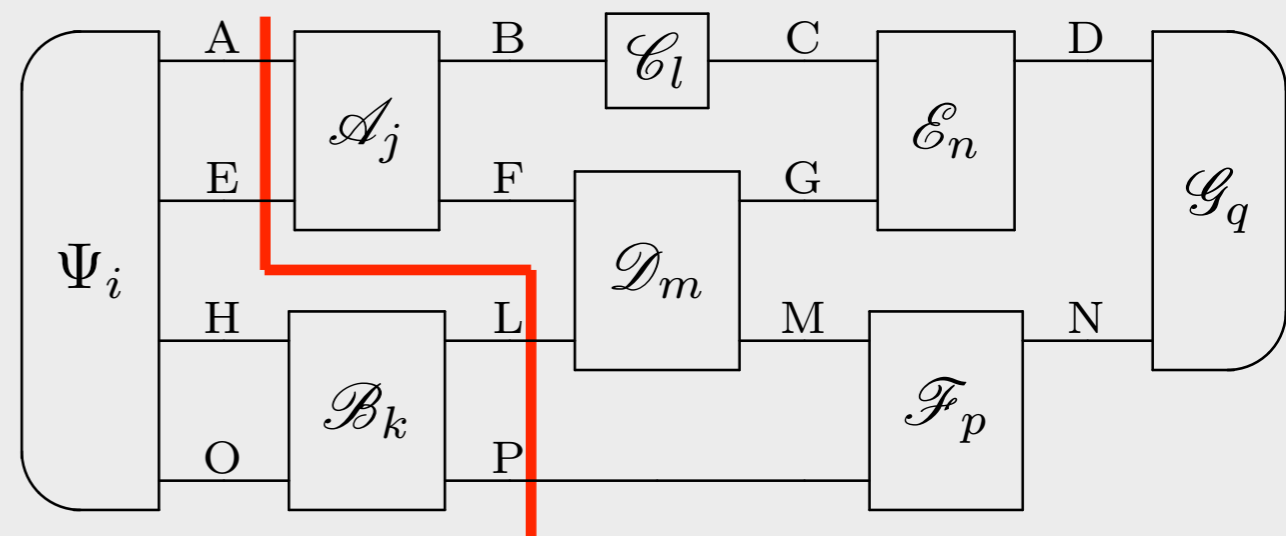 A B C D
𝒞_l
𝒜_j ℰ_n
E F G
𝒢_q
Ψ_i 𝒟_m
H L M N
ℬ_k ℱ_p
O P